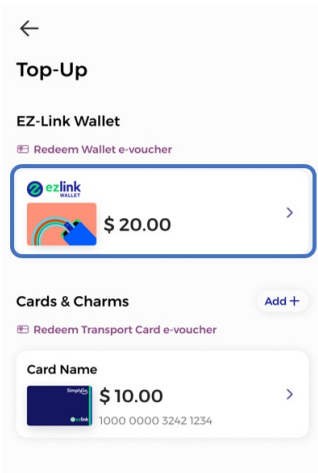 Top-Up
EZ-Link Wallet
Redeem Wallet e-voucher
ezlink
WALLET
$ 20.00
Cards & Charms
Add +
Redeem Transport Card e-voucher
Card Name
SimplyGo
$ 10.00
ezlink
1000 0000 3242 1234